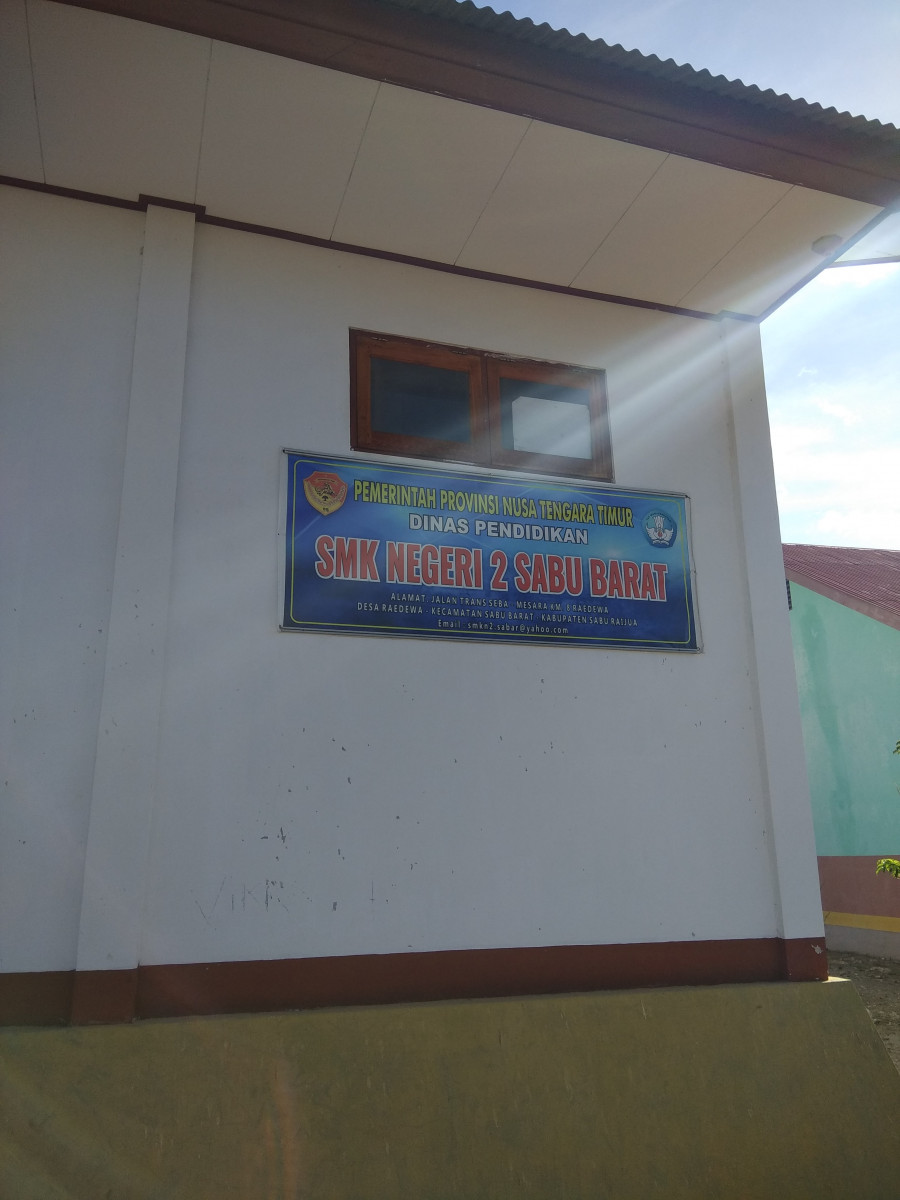 PEMERINTAH PROVINSI NUSA TENGARA TIMUR
DINAS PENDIDIKAN
SMK NEGERI 2 SABU BARAT
ALAMAT : JALAN TRANS SEBA - MESARA KM. 8 RAEDEWA
DESA RAEDEWA - KECAMATAN SABU BARAT - KABUPATEN SABU RAIJUA
Email : smkn2.sabar@yahoo.com